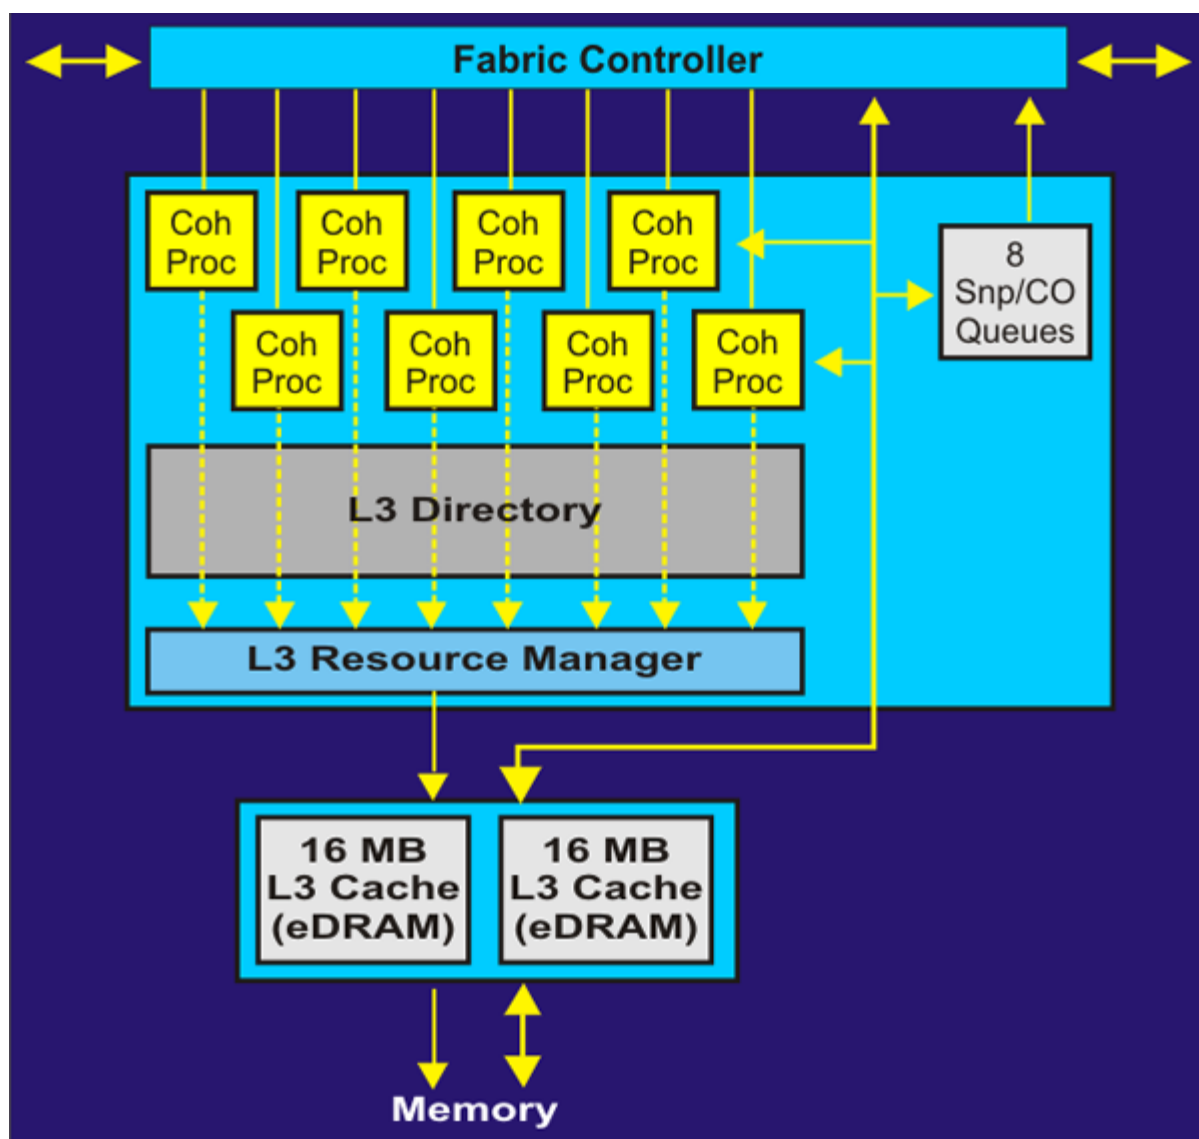 Fabric Controller
Coh
Proc
Coh
Proc
Coh
Proc
Coh
Proc
8
Snp/CO
Queues
Coh
Proc
Coh
Proc
Coh
Proc
Coh
Proc
L3 Directory
L3 Resource Manager
16 MB
L3 Cache
(eDRAM)
16 MB
L3 Cache
(eDRAM)
Memory